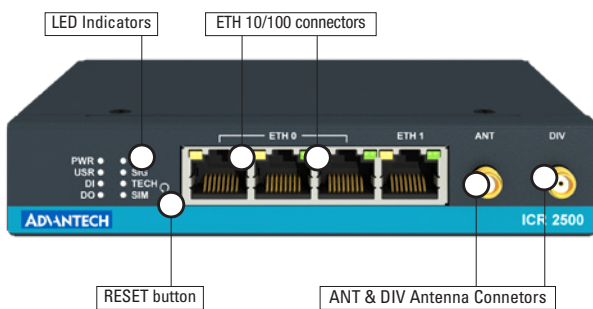 LED Indicators
ETH 10/100 connectors
ETH 0
ETH 1
ANT
DIV
PWR
USR
SIG
DI
TECH
DO
SIM
ADVANTECH
ICR 2500
RESET button
ANT & DIV Antenna Connetors